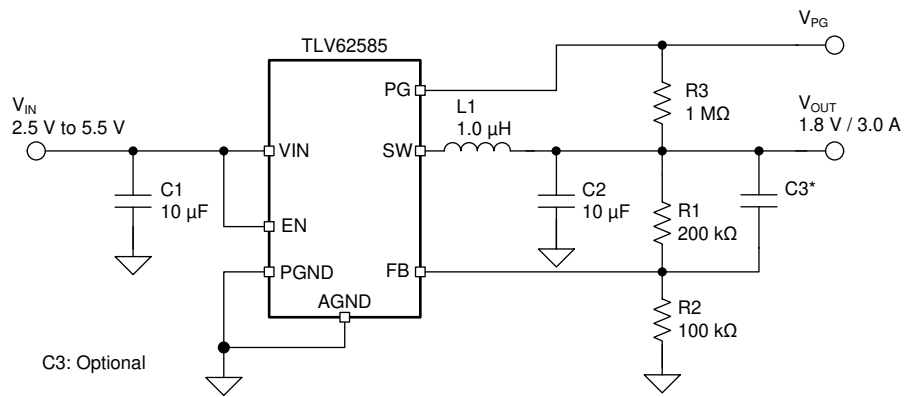 TLV62585
V_PG
PG
L1
1.0 µH
R3
1 MΩ
V_IN
2.5 V to 5.5 V
V_OUT
1.8 V / 3.0 A
VIN
SW
C1
10 µF
C2
10 µF
C3*
R1
200 kΩ
EN
PGND
FB
AGND
R2
100 kΩ
C3: Optional